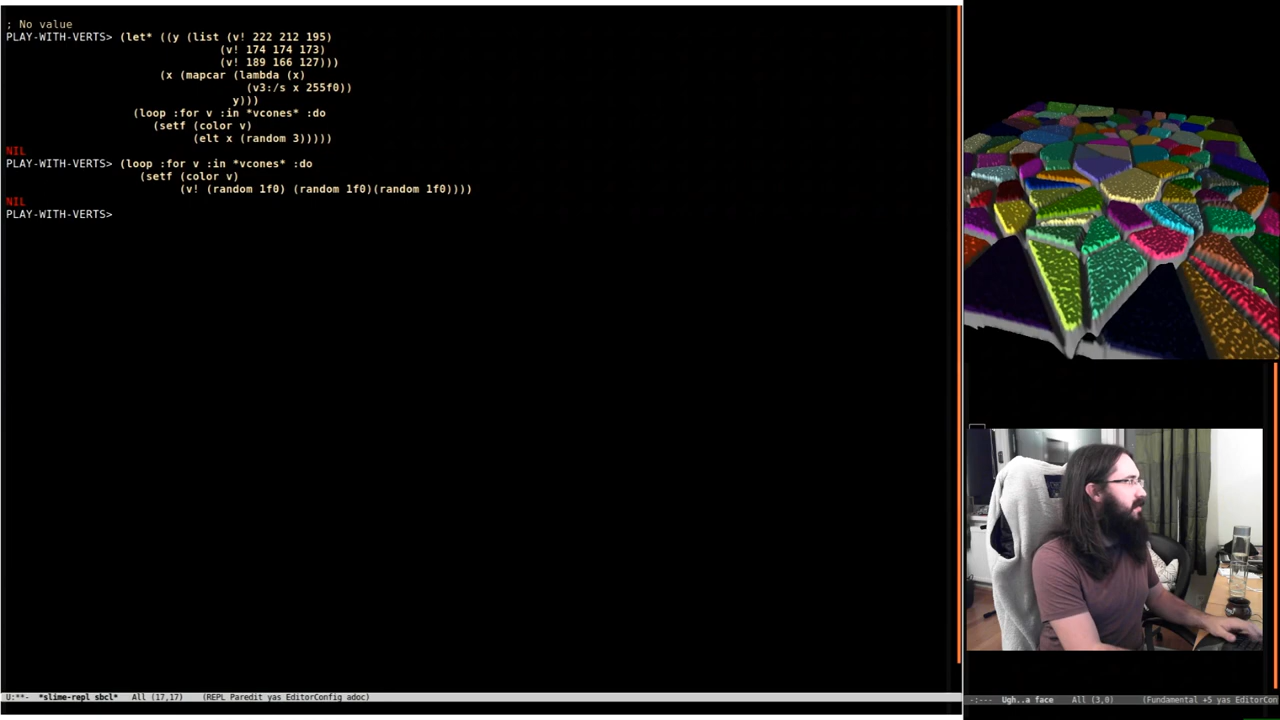 ; No value
PLAY-WITH-VERTS> (let* ((y (list (v! 222 212 195)
(v! 174 174 173)
(v! 189 166 127)))
(x (mapcar (lambda (x)
(v3:/s x 255f0))
y)))
(loop :for v :in *vcones* :do
(setf (color v)
(elt x (random 3)))))
NIL
PLAY-WITH-VERTS> (loop :for v :in *vcones* :do
(setf (color v)
(v! (random 1f0) (random 1f0)(random 1f0))))
NIL
PLAY-WITH-VERTS>
U:**- *slime-repl sbcl* All (17,17) (REPL Paredit yas EditorConfig adoc)
-:--- Ugh..a face All (3,0) (Fundamental +5 yas EditorCon